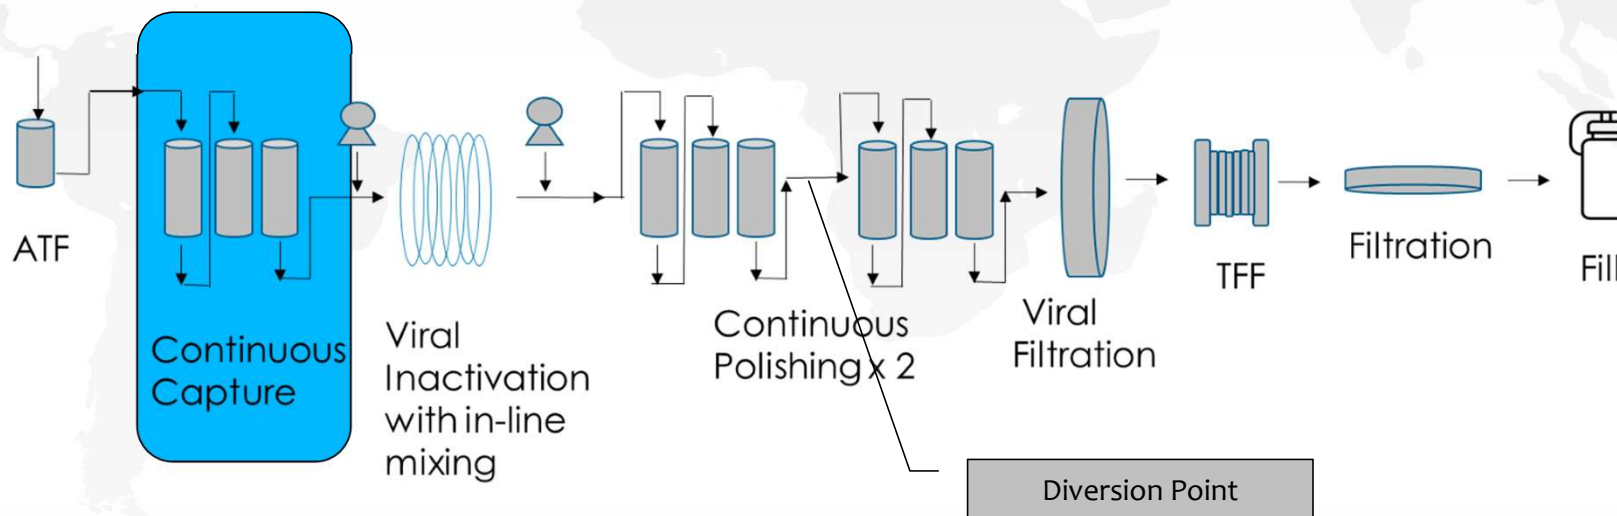 ATF
Continuous
Capture
Viral
Inactivation
with in-line
mixing
Continuous
Polishing x 2
Viral
Filtration
TFF
Filtration
Diversion Point